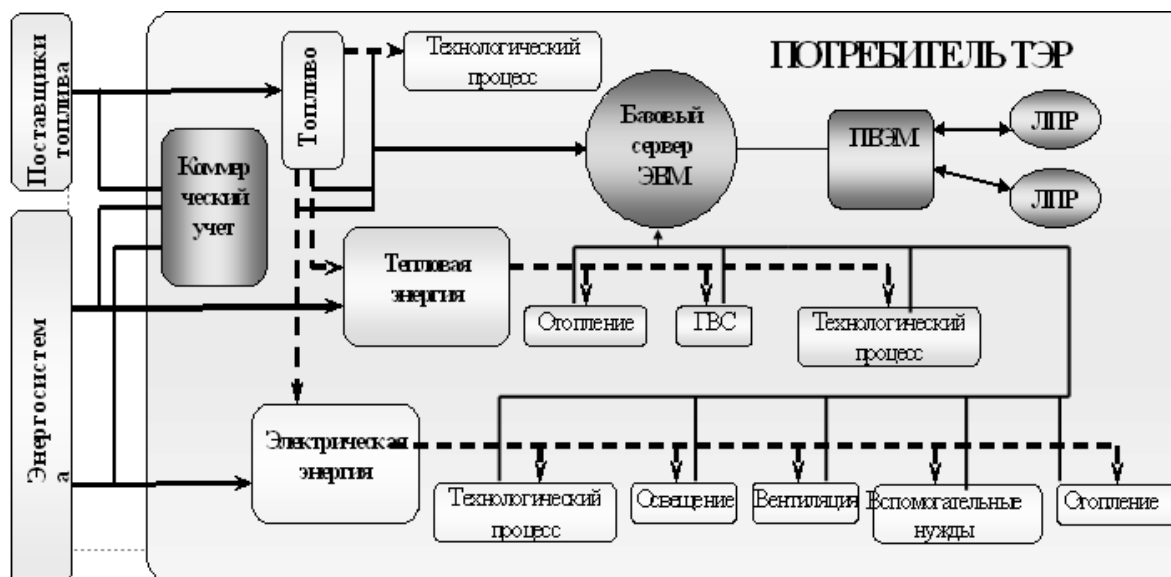 Поставщики
топлива
Энергосистем
а
Топливо
Технологический
процесс
ПОТРЕБИТЕЛЬ ТЭР
Базовый
сервер
ЭВМ
ПВЭМ
ЛПР
ЛПР
Коммер
ческий
учет
Тепловая
энергия
Отопление
ГВС
Технологический
процесс
Электрическая
энергия
Технологический
процесс
Освещение
Вентиляция
Вспомогательные
нужды
Отопление